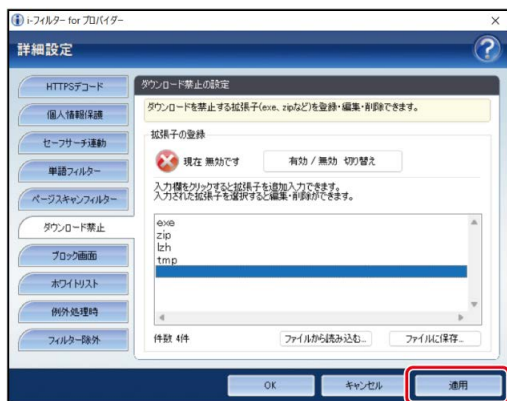 i-フィルター for プロバイダー
詳細設定
HTTPSデコード
個人情報保護
セーフサーチ連動
単語フィルター
ページスキャンフィルター
ダウンロード禁止
ブロック画面
ホワイトリスト
例外処理時
フィルター除外
ダウンロード禁止の設定
ダウンロードを禁止する拡張子(exe、zipなど)を登録・編集・削除できます。
拡張子の登録
現在 無効です
有効 / 無効 切り替え
入力欄をクリックすると拡張子を追加入力できます。
入力された拡張子を選択すると編集・削除ができます。
exe
zip
lzh
tmp
件数 4件
ファイルから読み込む...
ファイルに保存...
OK
キャンセル
適用